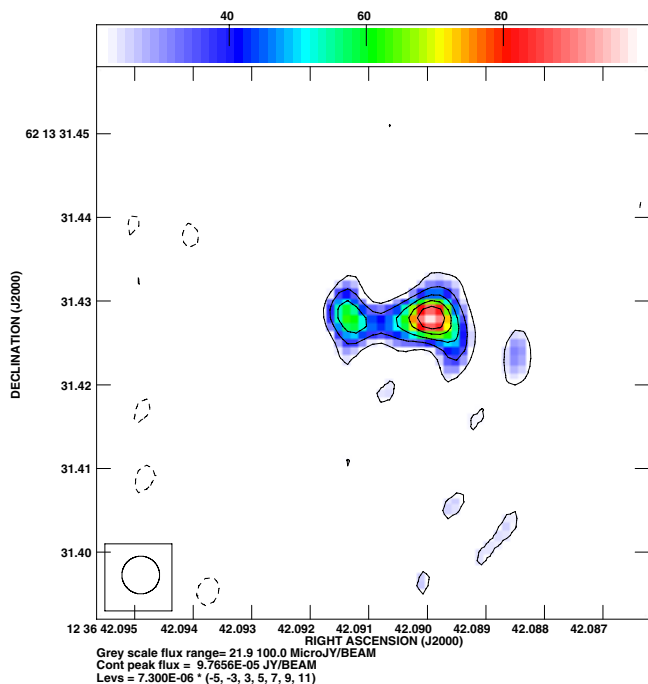 40 60 80
62 13 31.45
31.44
31.43
31.42
31.41
31.40
DECLINATION (J2000)
12 36 42.095 42.094 42.093 42.092 42.091 42.090 42.089 42.088 42.087
RIGHT ASCENSION (J2000)
Grey scale flux range= 21.9 100.0 MicroJY/BEAM
Cont peak flux = 9.7656E-05 JY/BEAM
Levs = 7.300E-06 * (-5, -3, 3, 5, 7, 9, 11)